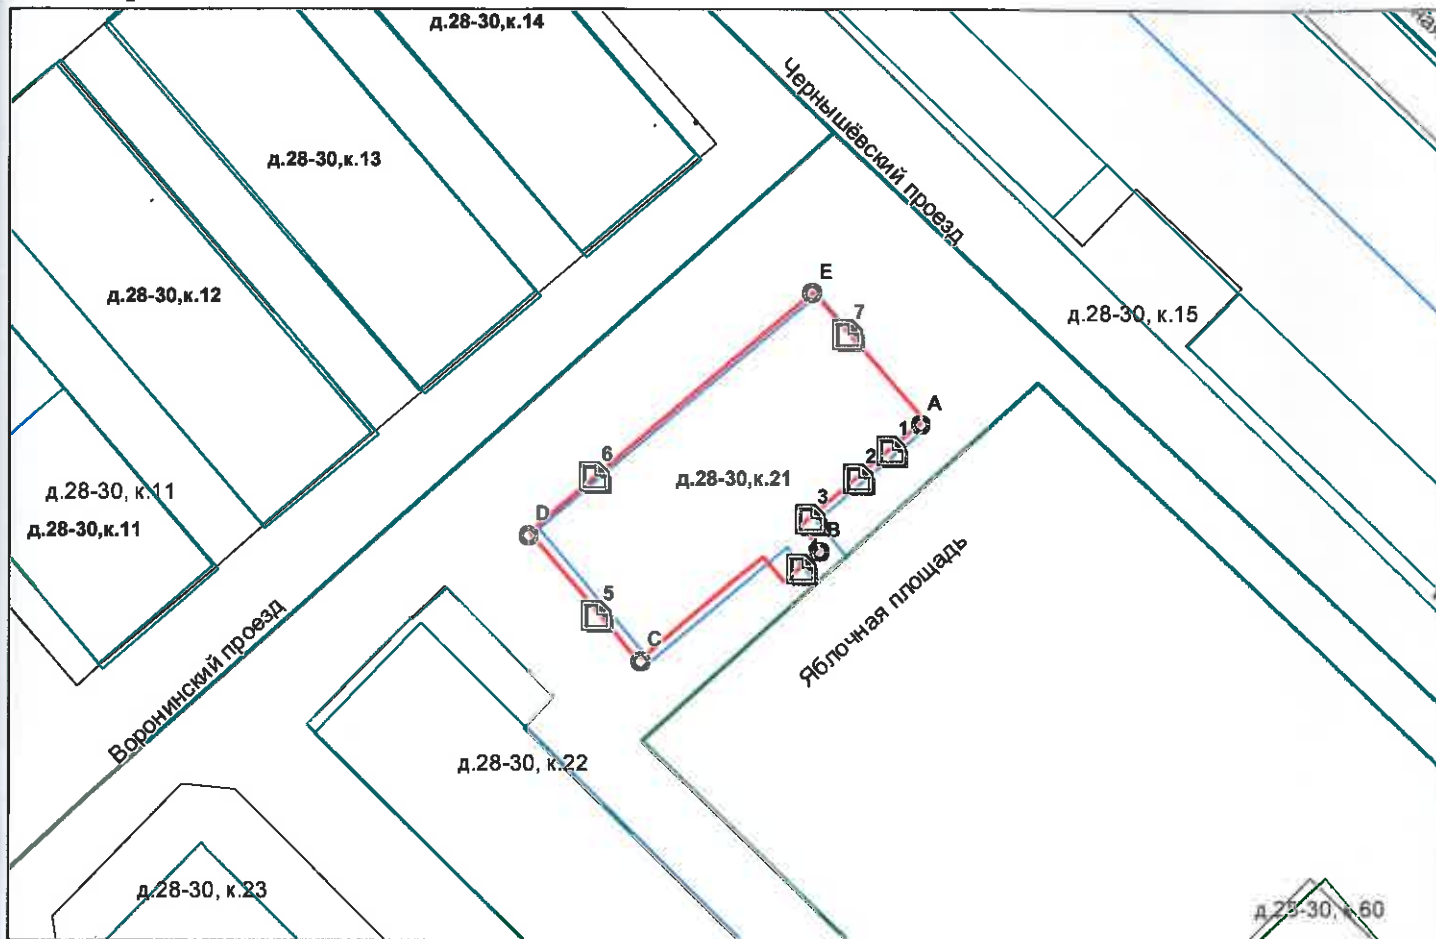 д.28-30,к.14
Чернышёвский проезд
д.28-30,к.13
д.28-30,к.12
E
7
д.28-30, к.15
A
1
2
6
д.28-30,к.21
3
д.28-30, к.11
д.28-30,к.11
D
B
Яблочная площадь
5
C
Воронинский проезд
д.28-30, к.22
д.28-30, к.23